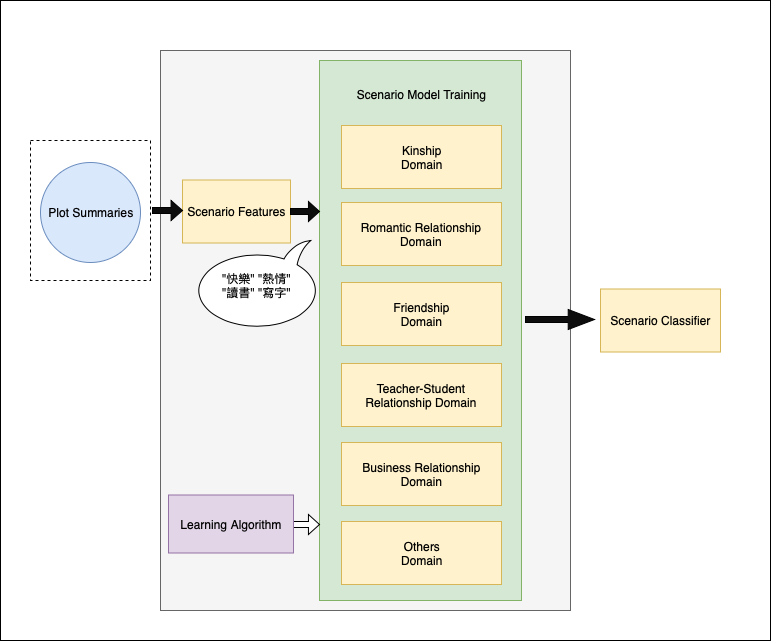 Scenario Model Training
Kinship
Domain
Plot Summaries
Scenario Features
Romantic Relationship
Domain
"快樂" "熱情"
"讀書" "寫字"
Friendship
Domain
Scenario Classifier
Teacher-Student
Relationship Domain
Business Relationship
Domain
Learning Algorithm
Others
Domain